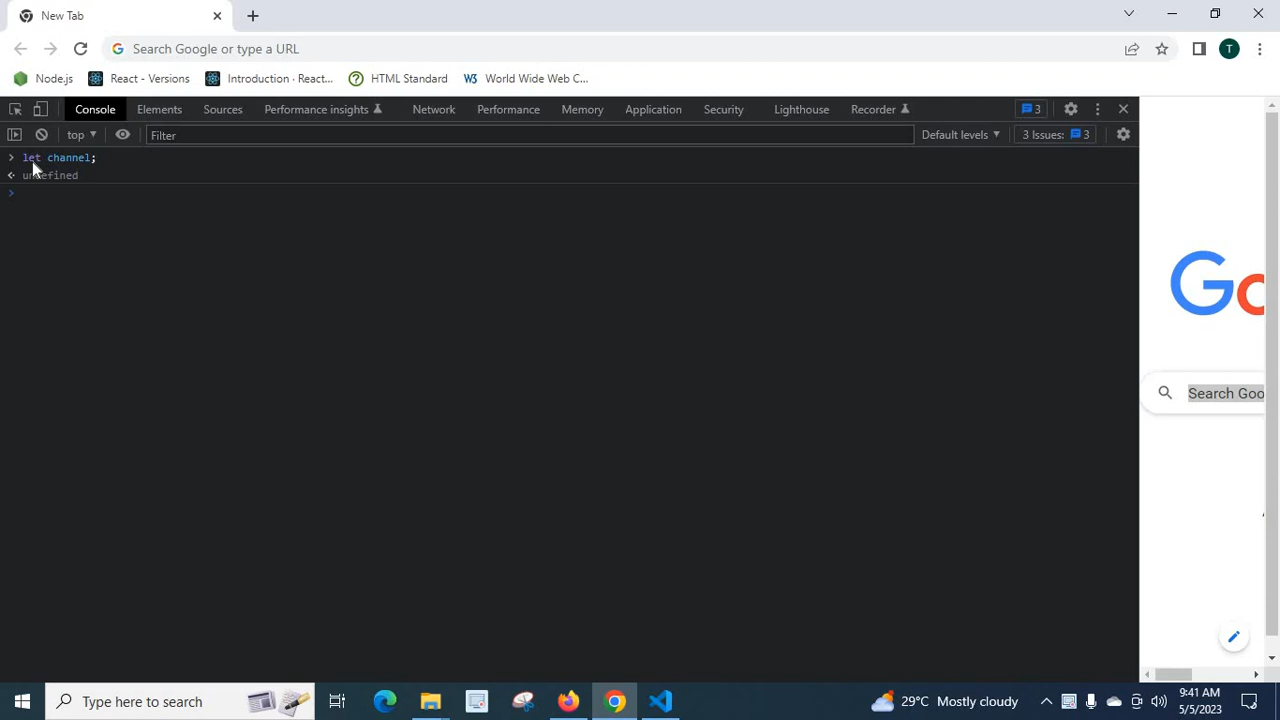 New Tab
Search Google or type a URL
T
Node.js
React - Versions
Introduction · React...
HTML Standard
World Wide Web C...
Console
Elements
Sources
Performance insights
Network
Performance
Memory
Application
Security
Lighthouse
Recorder
3
top
Filter
Default levels
3 Issues:
3
let channel;
undefined
Go
Search Goo
Type here to search
29°C Mostly cloudy
9:41 AM
5/5/2023